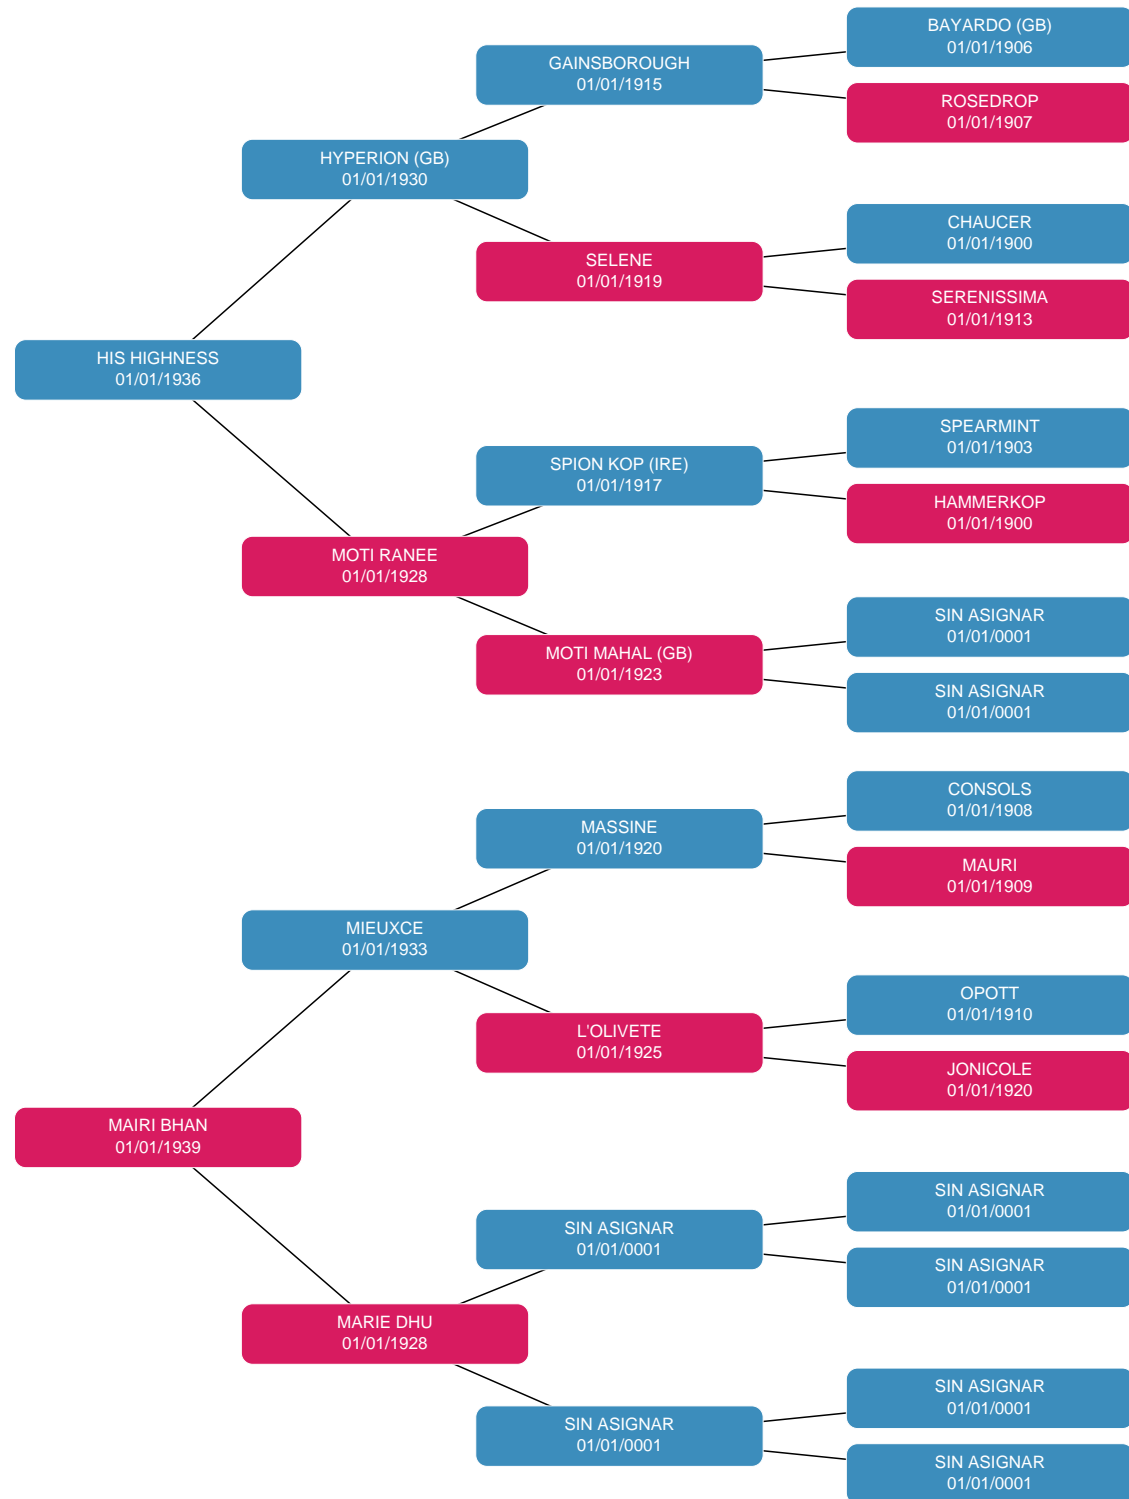 BAYARDO (GB)
01/01/1906
GAINSBOROUGH
01/01/1915
ROSEDROP
01/01/1907
HYPERION (GB)
01/01/1930
CHAUCER
01/01/1900
SELENE
01/01/1919
SERENISSIMA
01/01/1913
HIS HIGHNESS
01/01/1936
SPEARMINT
01/01/1903
SPION KOP (IRE)
01/01/1917
HAMMERKOP
01/01/1900
MOTI RANEE
01/01/1928
SIN ASIGNAR
01/01/0001
MOTI MAHAL (GB)
01/01/1923
SIN ASIGNAR
01/01/0001
CONSOLS
01/01/1908
MASSINE
01/01/1920
MAURI
01/01/1909
MIEUXCE
01/01/1933
OPOTT
01/01/1910
L'OLIVETE
01/01/1925
JONICOLE
01/01/1920
MAIRI BHAN
01/01/1939
SIN ASIGNAR
01/01/0001
SIN ASIGNAR
01/01/0001
SIN ASIGNAR
01/01/0001
MARIE DHU
01/01/1928
SIN ASIGNAR
01/01/0001
SIN ASIGNAR
01/01/0001
SIN ASIGNAR
01/01/0001